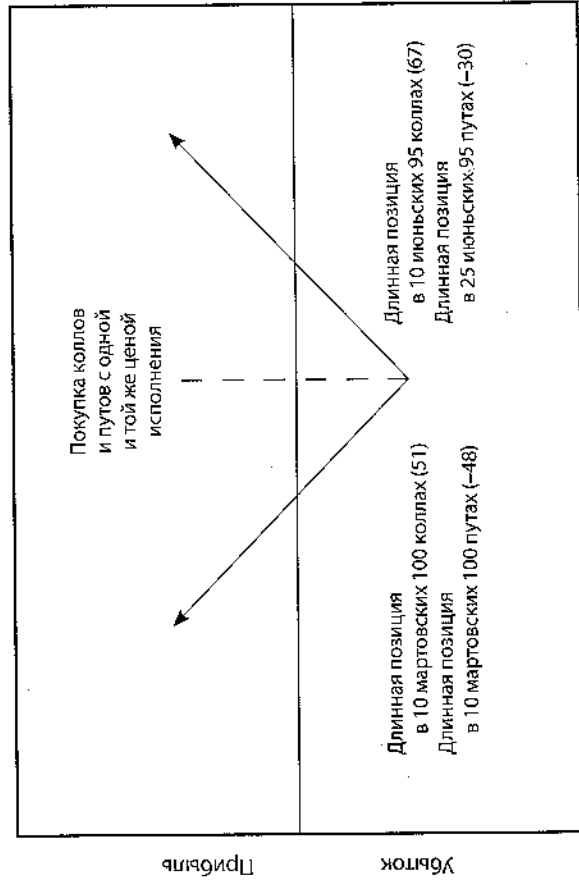 Прибыль
Убыток
Покупка коллов
и путов с одной
и той же ценой
исполнения
Длинная позиция
в 10 мартовских 100 коллах (51)
Длинная позиция
в 10 мартовских 100 путах (–48)
Длинная позиция
в 10 июньских 95 коллах (67)
Длинная позиция
в 25 июньских 95 путах (–30)